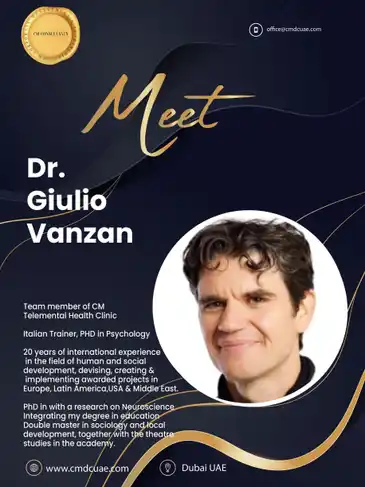 CM CONSULTANCY
office@cmdcuae.com
Meet
Dr.
Giulio
Vanzan
Team member of CM
Telemental Health Clinic
Italian Trainer, PHD in Psychology
20 years of international experience
in the field of human and social
development, devising, creating &
implementing awarded projects in
Europe, Latin America,USA & Middle East.
PhD in with a research on Neuroscience
Integrating my degree in education
Double master in sociology and local
development, together with the theatre
studies in the academy.
www.cmdcuae.com
Dubai UAE